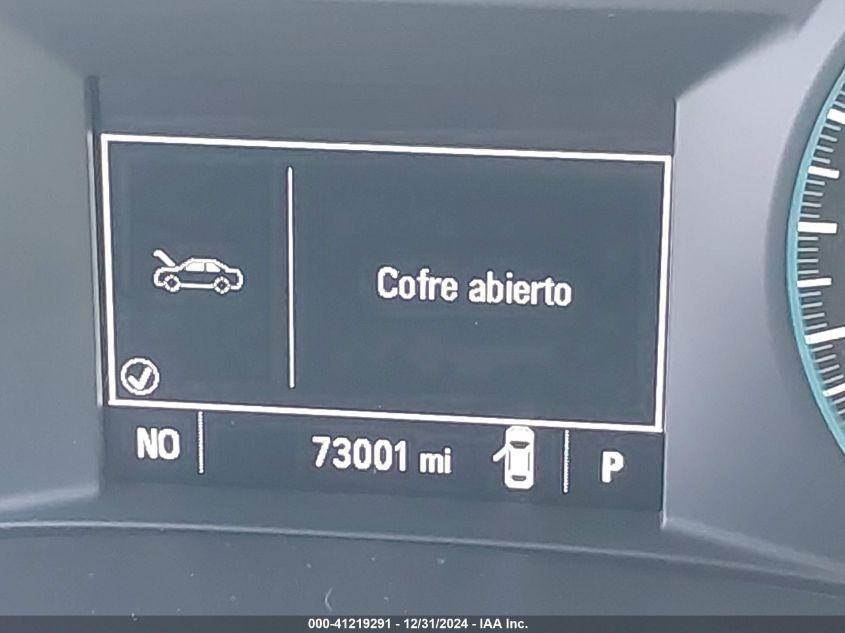 Cofre abierto
NO 73001 mi P
000-41219291 - 12/31/2024 - IAA Inc.